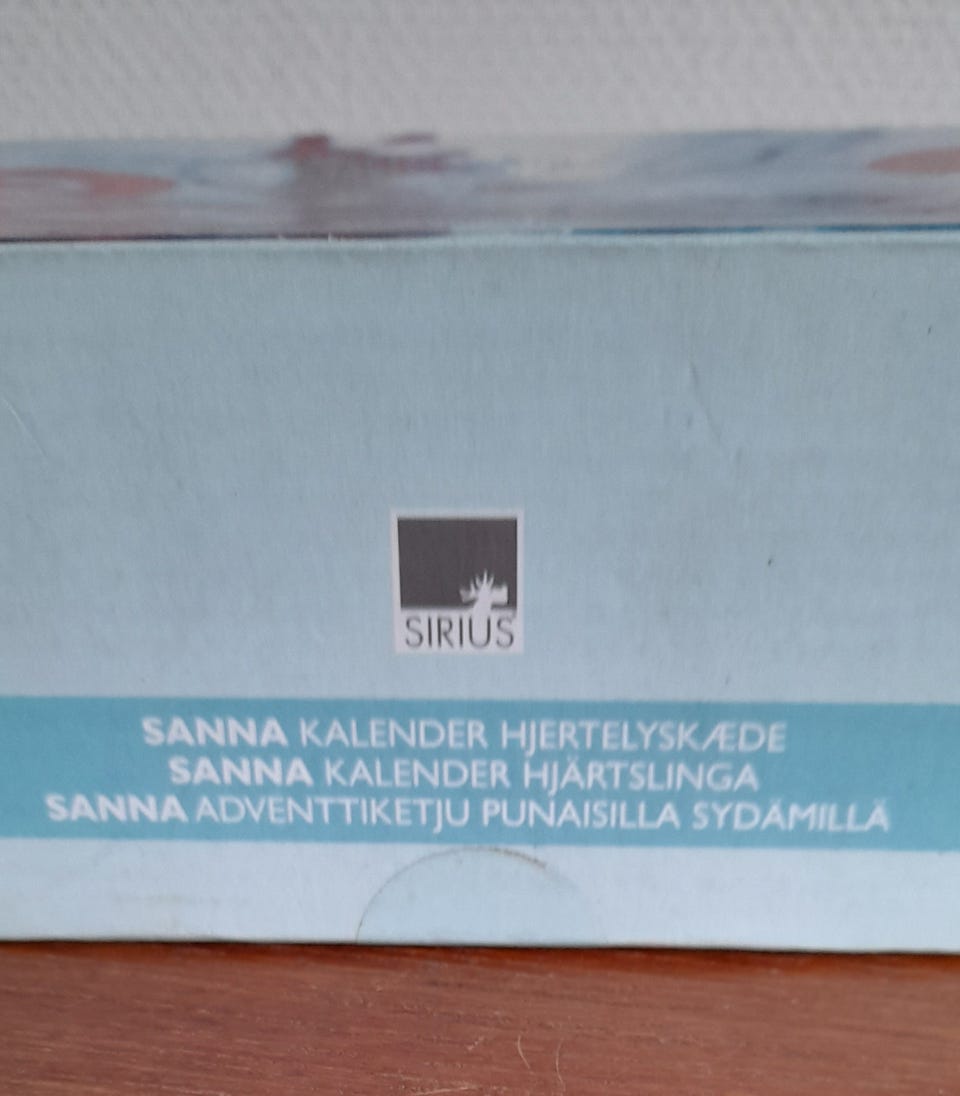 SIRIUS
SANNA KALENDER HJERTELYSKÆDE
SANNA KALENDER HJÄRTSLINGA
SANNA ADVENTTIKETJU PUNAISILLA SYDÄMILLÄ